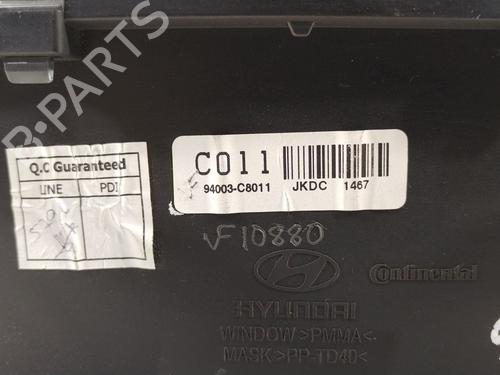 B-PARTS
Q.C Guaranteed
LINE PDI
C011
94003-C8011 JKDC 1467
VF10880
HYUNDAI
Continental
WINDOW >PMMA<
MASK >PP-TD40<